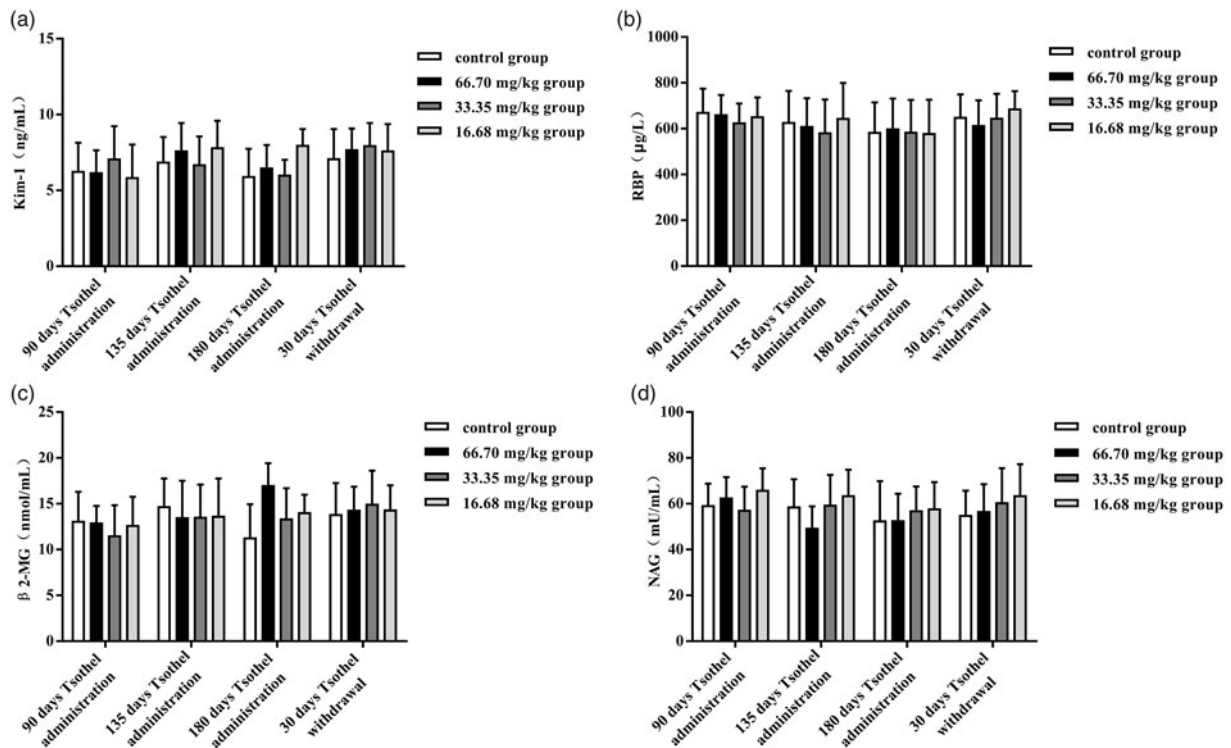 (a)
Kim-1（ng/mL）
15
10
5
0
90 days Tsothel
administration
135 days Tsothel
administration
180 days Tsothel
administration
30 days Tsothel
withdrawal
control group
66.70 mg/kg group
33.35 mg/kg group
16.68 mg/kg group
(b)
RBP（μg/L）
1000
800
600
400
200
0
90 days Tsothel
administration
135 days Tsothel
administration
180 days Tsothel
administration
30 days Tsothel
withdrawal
control group
66.70 mg/kg group
33.35 mg/kg group
16.68 mg/kg group
(c)
β 2-MG（nmol/mL）
25
20
15
10
5
0
90 days Tsothel
administration
135 days Tsothel
administration
180 days Tsothel
administration
30 days Tsothel
withdrawal
control group
66.70 mg/kg group
33.35 mg/kg group
16.68 mg/kg group
(d)
NAG（mU/mL）
100
80
60
40
20
0
90 days Tsothel
administration
135 days Tsothel
administration
180 days Tsothel
administration
30 days Tsothel
withdrawal
control group
66.70 mg/kg group
33.35 mg/kg group
16.68 mg/kg group